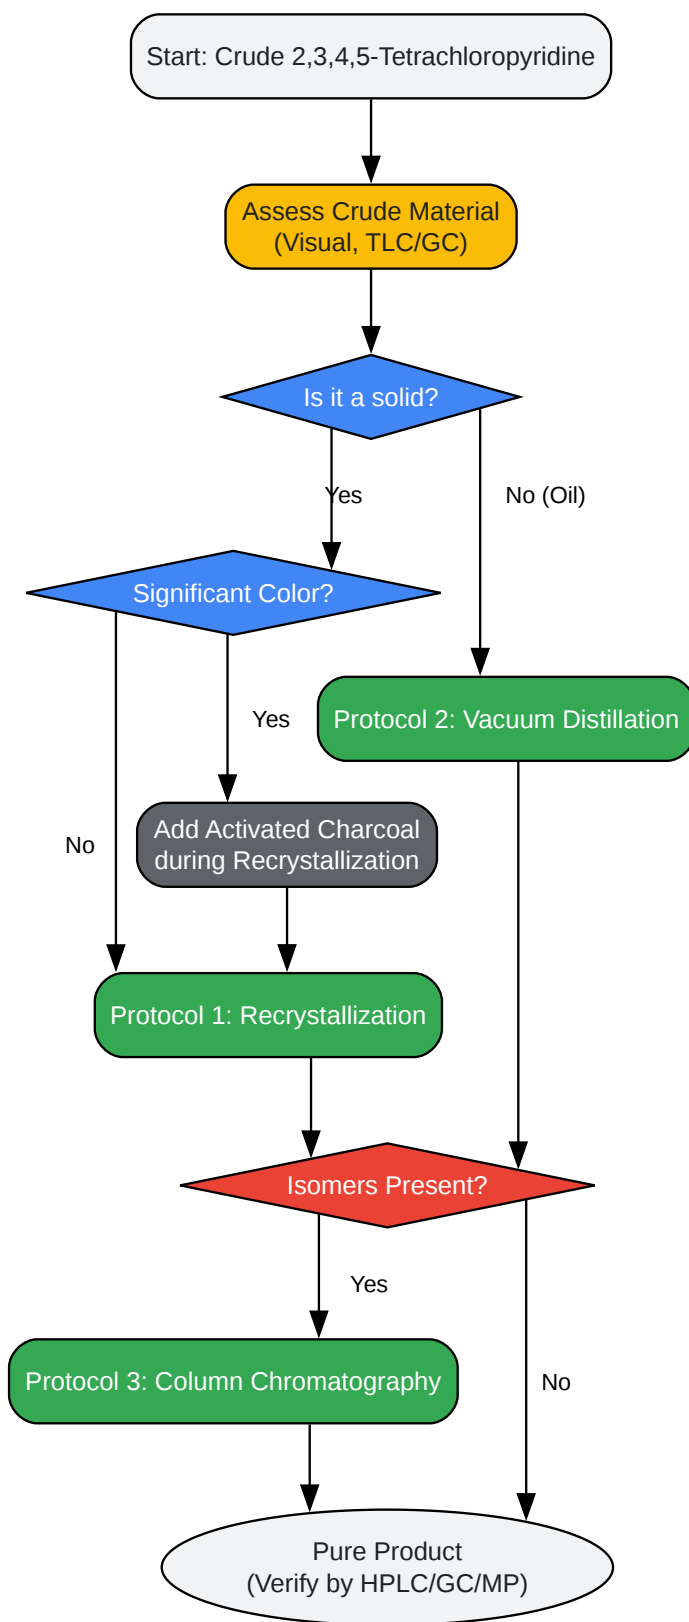 Start: Crude 2,3,4,5-Tetrachloropyridine
Assess Crude Material
(Visual, TLC/GC)
Is it a solid?
Yes
No (Oil)
Significant Color?
Yes
Protocol 2: Vacuum Distillation
No
Add Activated Charcoal
during Recrystallization
Protocol 1: Recrystallization
Isomers Present?
Yes
Protocol 3: Column Chromatography
No
Pure Product
(Verify by HPLC/GC/MP)